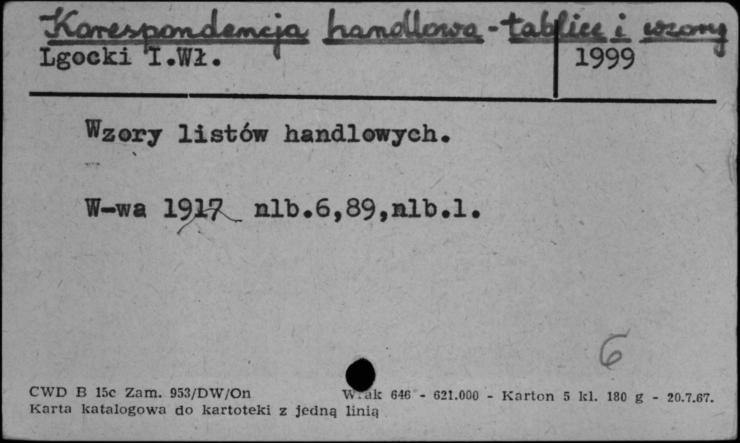 Korespondencja handlowa - tablice i wzory
Lgocki I.Wł. 1999
Wzory listów handlowych.
W-wa 1917 nlb.6,89,nlb.1.
6
CWD B 15c Zam. 953/DW/On W. ak 646 - 621.000 - Karton 5 kl. 180 g - 20.7.67.
Karta katalogowa do kartoteki z jedną linią